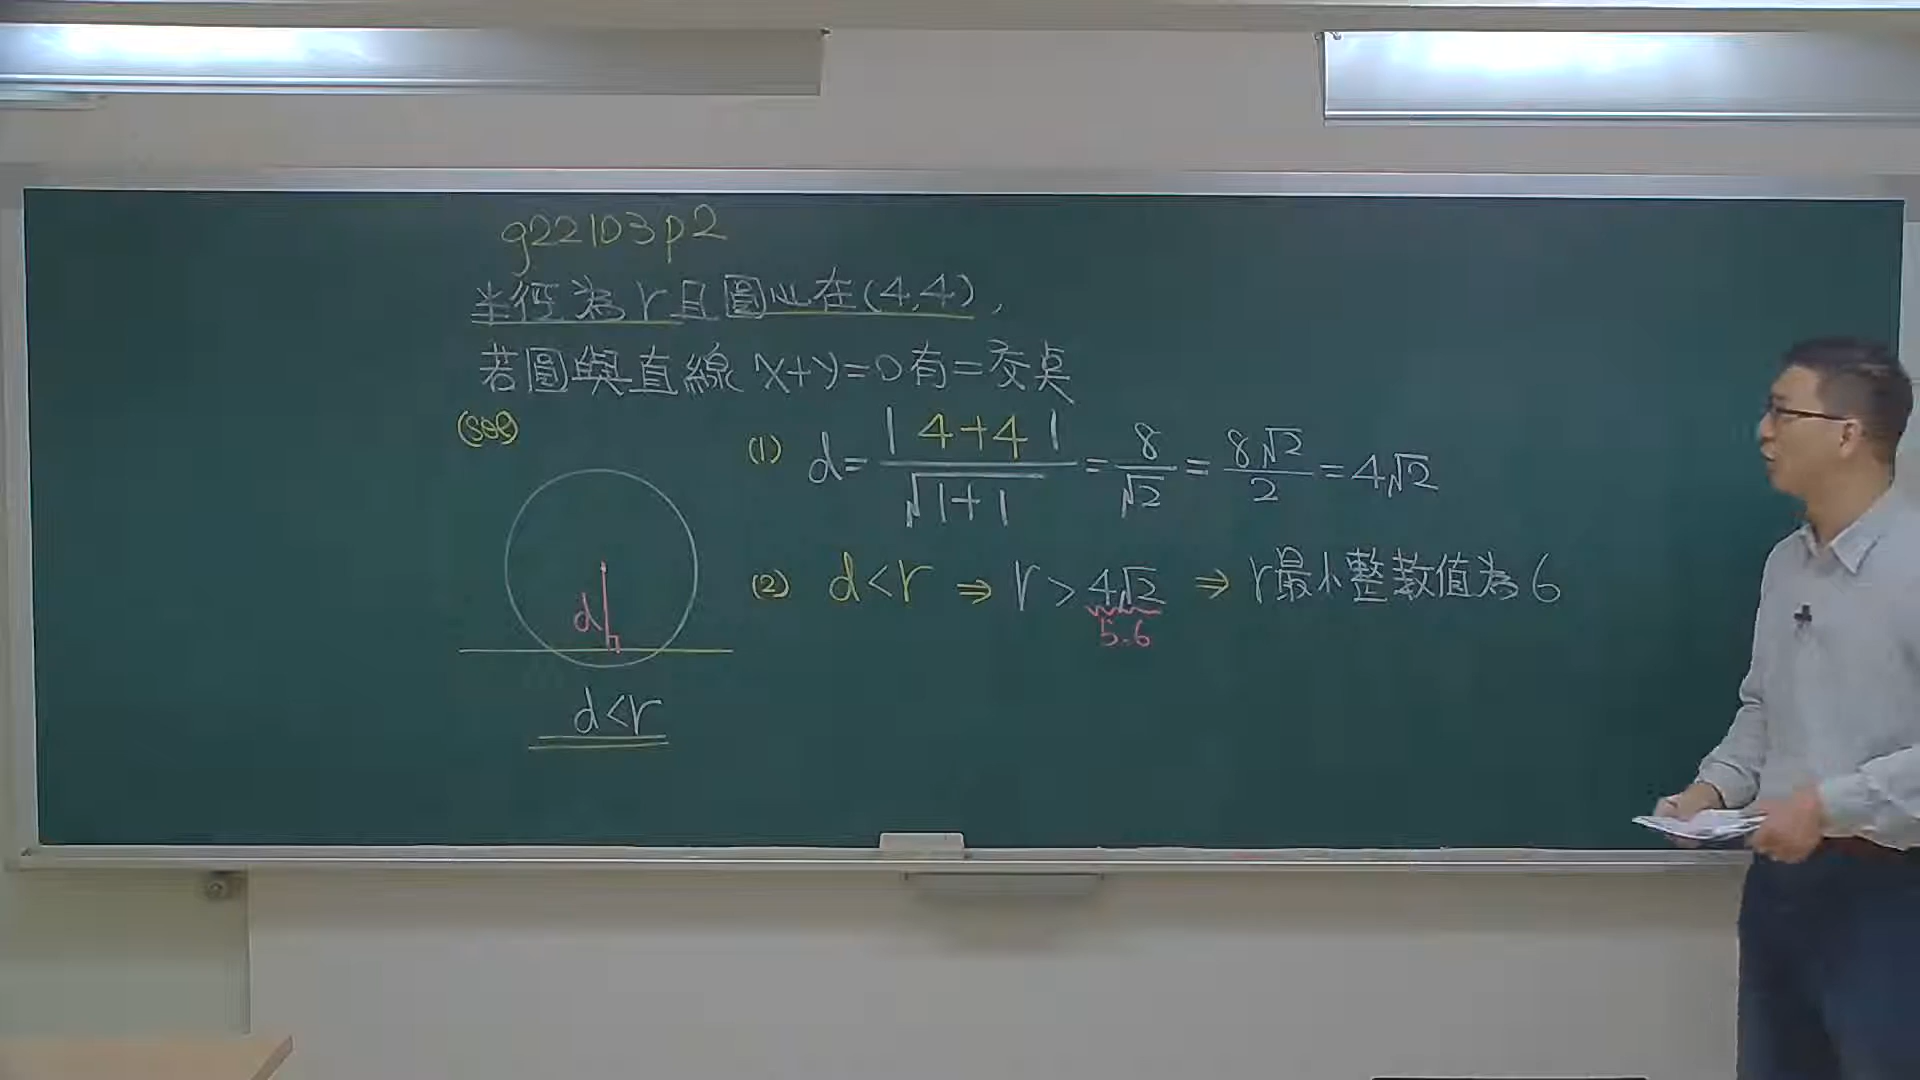 g22103p2
半徑為r且圓心在(4,4),
若圓與直線x+y=0有二交點
(sol)
(1) d=|4+4|/√1+1=8/√2=8√2/2=4√2
(2) d<r ⇒ r>4√2 ⇒ r最小整數值為6
5.6
d
d<r